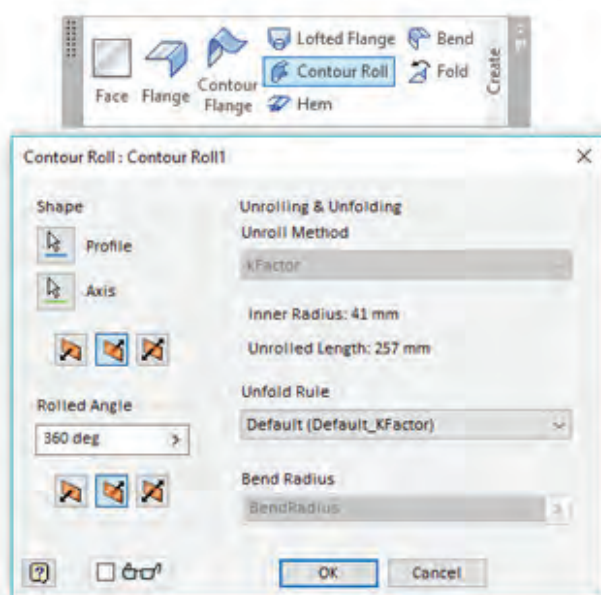 Lofted Flange Bend
Face Flange Contour Flange Contour Roll Fold
Hem
Create
Contour Roll : Contour Roll1
Shape
Profile
Axis
Rolled Angle
360 deg
Unrolling & Unfolding
Unroll Method
KFactor
Inner Radius: 41 mm
Unrolled Length: 257 mm
Unfold Rule
Default (Default_KFactor)
Bend Radius
BendRadius
OK Cancel